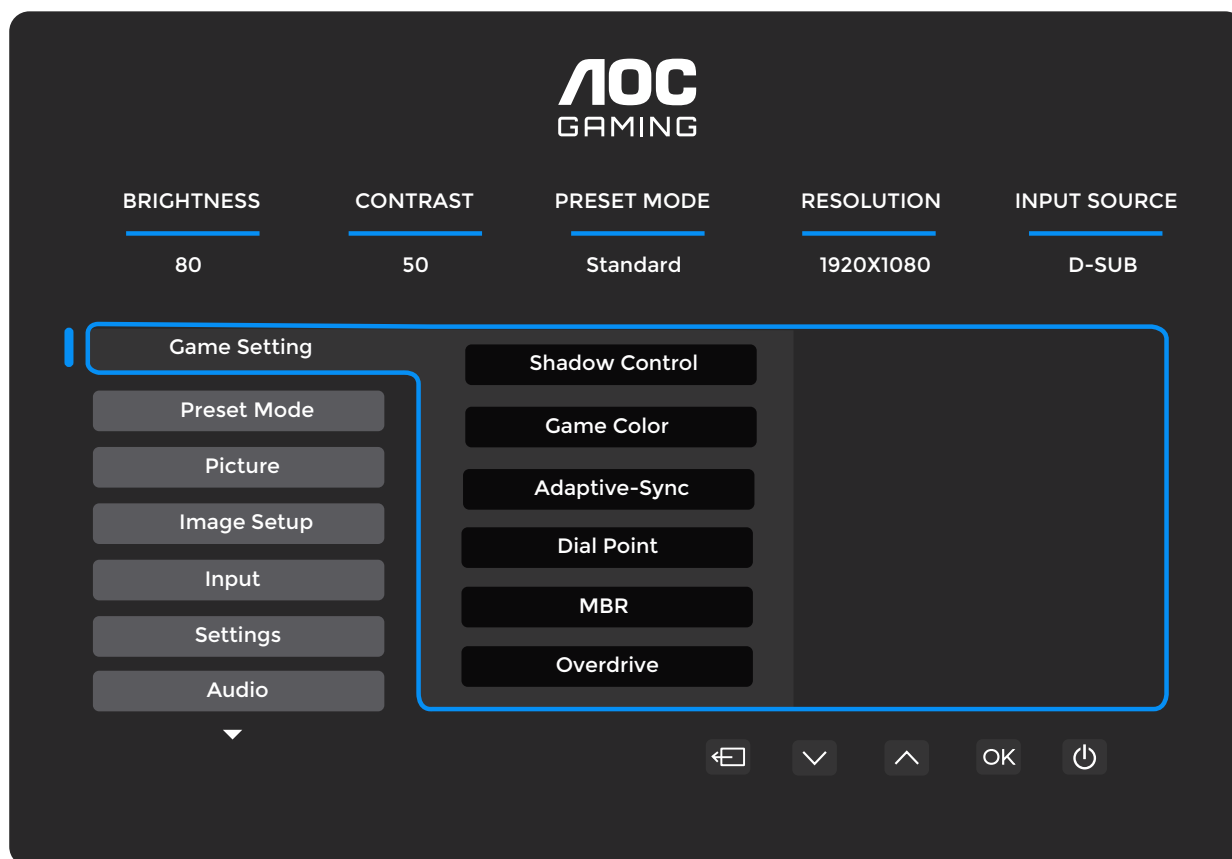 AOC
GAMING
BRIGHTNESS CONTRAST PRESET MODE RESOLUTION INPUT SOURCE
80 50 Standard 1920X1080 D-SUB
Game Setting
Preset Mode
Picture
Image Setup
Input
Settings
Audio
Shadow Control
Game Color
Adaptive-Sync
Dial Point
MBR
Overdrive
OK